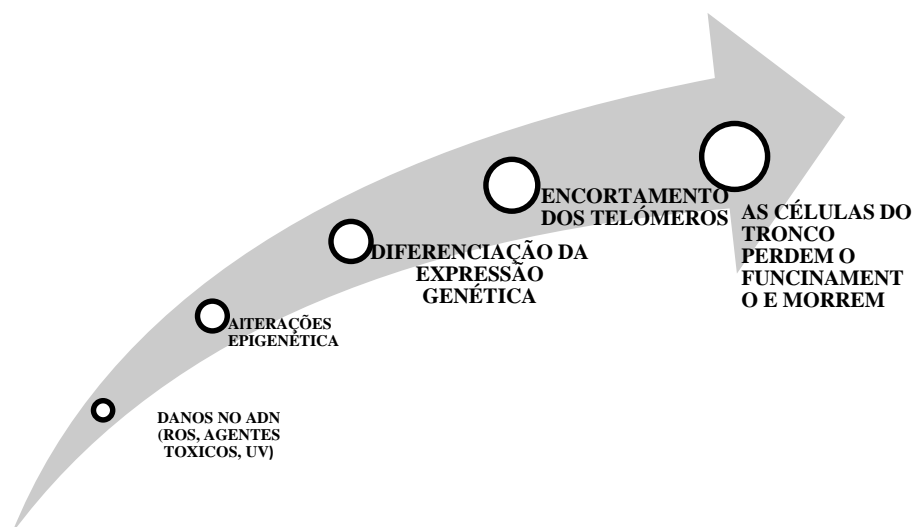 ENCORTAMENTO
DOS TELÓMEROS
AS CÉLULAS DO
TRONCO
PERDEM O
FUNCINAMENT
O E MORREM
DIFERENCIAÇÃO DA
EXPRESSÃO
GENÉTICA
AlTERAÇÕES
EPIGENÉTICA
DANOS NO ADN
(ROS, AGENTES
TOXICOS, UV)